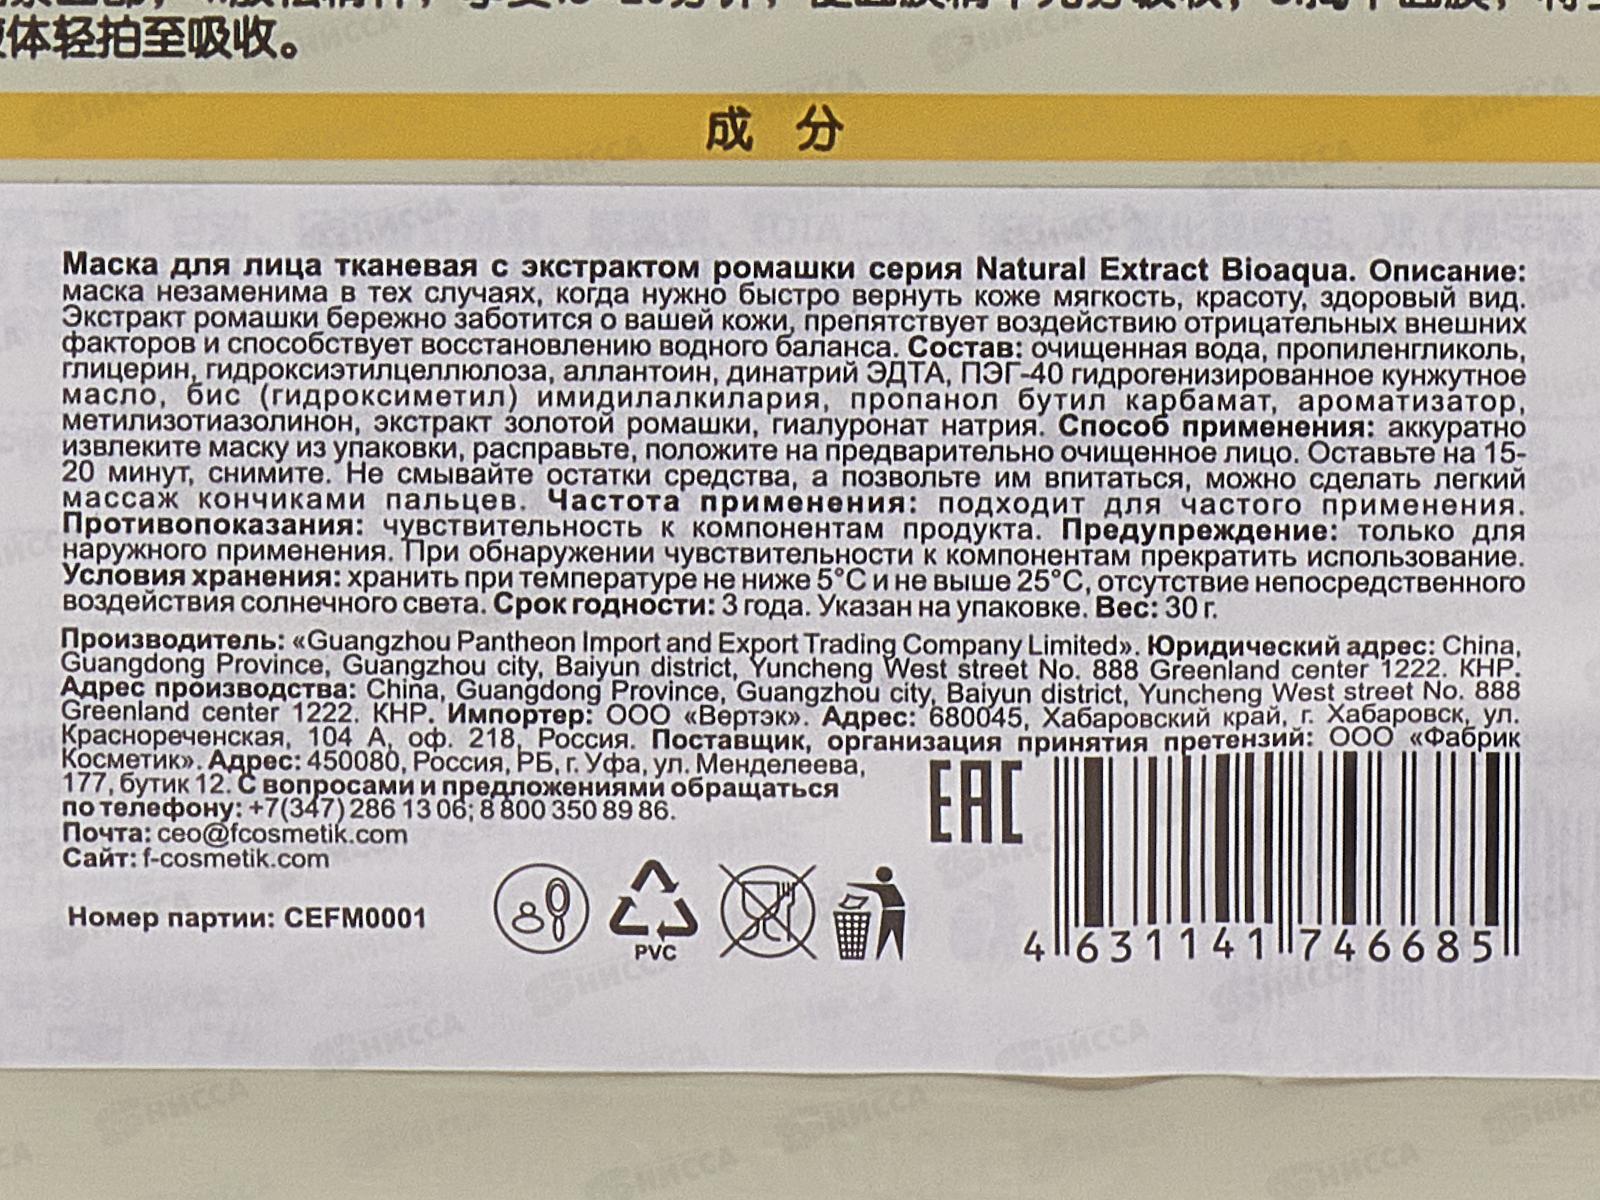 液体轻拍至吸收。
成 分
Маска для лица тканевая с экстрактом ромашки серия Natural Extract Bioaqua. Описание:
маска незаменима в тех случаях, когда нужно быстро вернуть коже мягкость, красоту, здоровый вид.
Экстракт ромашки бережно заботится о вашей кожи, препятствует воздействию отрицательных внешних
факторов и способствует восстановлению водного баланса. Состав: очищенная вода, пропиленгликоль,
глицерин, гидроксиэтилцеллюлоза, аллантоин, динатрий ЭДТА, ПЭГ-40 гидрогенизированное кунжутное
масло, бис (гидроксиметил) имидилалкилария, пропанол бутил карбамат, ароматизатор,
метилизотиазолинон, экстракт золотой ромашки, гиалуронат натрия. Способ применения: аккуратно
извлеките маску из упаковки, расправьте, положите на предварительно очищенное лицо. Оставьте на 15-
20 минут, снимите. Не смывайте остатки средства, а позвольте им впитаться, можно сделать легкий
массаж кончиками пальцев. Частота применения: подходит для частого применения.
Противопоказания: чувствительность к компонентам продукта. Предупреждение: только для
наружного применения. При обнаружении чувствительности к компонентам прекратить использование.
Условия хранения: хранить при температуре не ниже 5°C и не выше 25°C, отсутствие непосредственного
воздействия солнечного света. Срок годности: 3 года. Указан на упаковке. Вес: 30 г.
Производитель: «Guangzhou Pantheon Import and Export Trading Company Limited». Юридический адрес: China,
Guangdong Province, Guangzhou city, Baiyun district, Yuncheng West street No. 888 Greenland center 1222. КНР.
Адрес производства: China, Guangdong Province, Guangzhou city, Baiyun district, Yuncheng West street No. 888
Greenland center 1222. КНР. Импортер: ООО «Вертэк». Адрес: 680045, Хабаровский край, г. Хабаровск, ул.
Краснореченская, 104 А, оф. 218, Россия. Поставщик, организация принятия претензий: ООО «Фабрик
Косметик». Адрес: 450080, Россия, РБ, г. Уфа, ул. Менделеева,
177, бутик 12. С вопросами и предложениями обращаться
по телефону: +7(347) 286 13 06; 8 800 350 89 86.
Почта: ceo@fcosmetik.com
Сайт: f-cosmetik.com
Номер партии: CEFM0001
PVC
EAC
4 631141 746685
НИССА